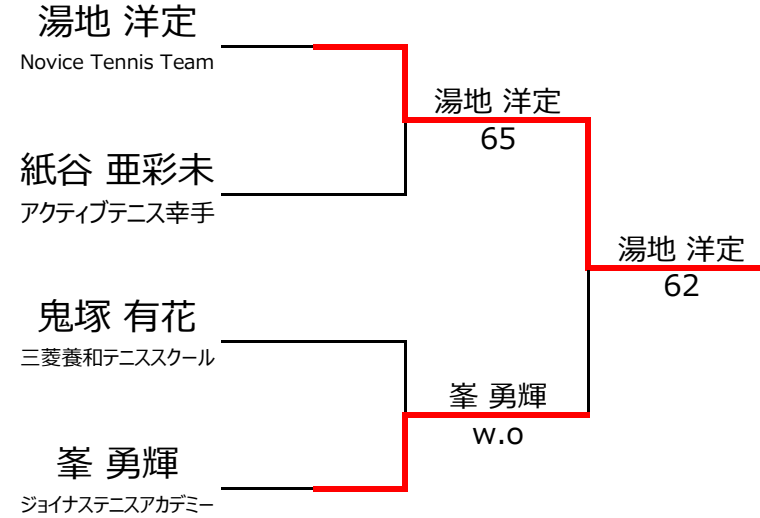 湯地 洋定
Novice Tennis Team
湯地 洋定
65
紙谷 亜彩未
アクティブテニス幸手
湯地 洋定
62
鬼塚 有花
三菱養和テニススクール
峯 勇輝
w.o
峯 勇輝
ジョイナステニスアカデミー